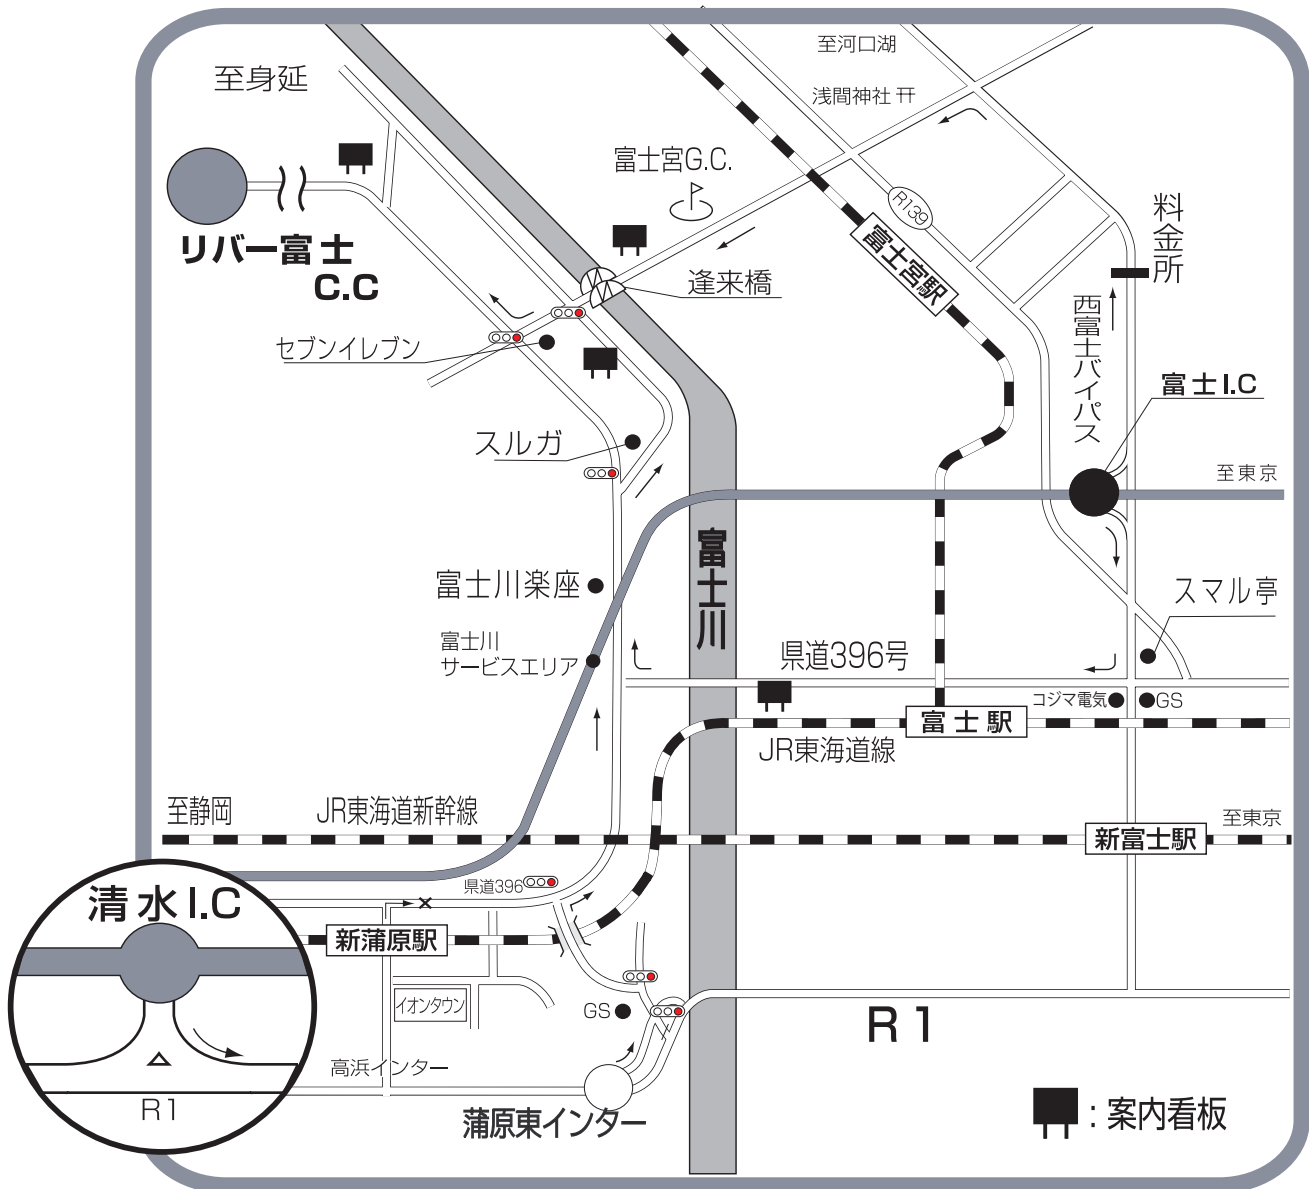 至河口湖
至身延
浅間神社
富士宮G.C.
R139
料金所
リバー富士
C.C
富士宮駅
逢来橋
西富士バイパス
セブンイレブン
富士I.C
スルガ
至東京
富士川
富士川楽座
スマル亭
富士川
サービスエリア
県道396号
コジマ電気
GS
富士駅
JR東海道線
至静岡
JR東海道新幹線
至東京
新富士駅
県道396
清水I.C
新蒲原駅
イオンタウン
GS
R1
高浜インター
R1
蒲原東インター
:案内看板